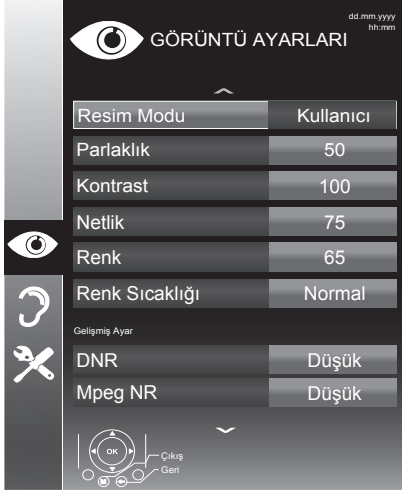 dd.mm.yyyy
hh:mm
GÖRÜNTÜ AYARLARI
Resim Modu Kullanıcı
Parlaklık 50
Kontrast 100
Netlik 75
Renk 65
Renk Sıcaklığı Normal
Gelişmiş Ayar
DNR Düşük
Mpeg NR Düşük
OK
Çıkış
M
Geri